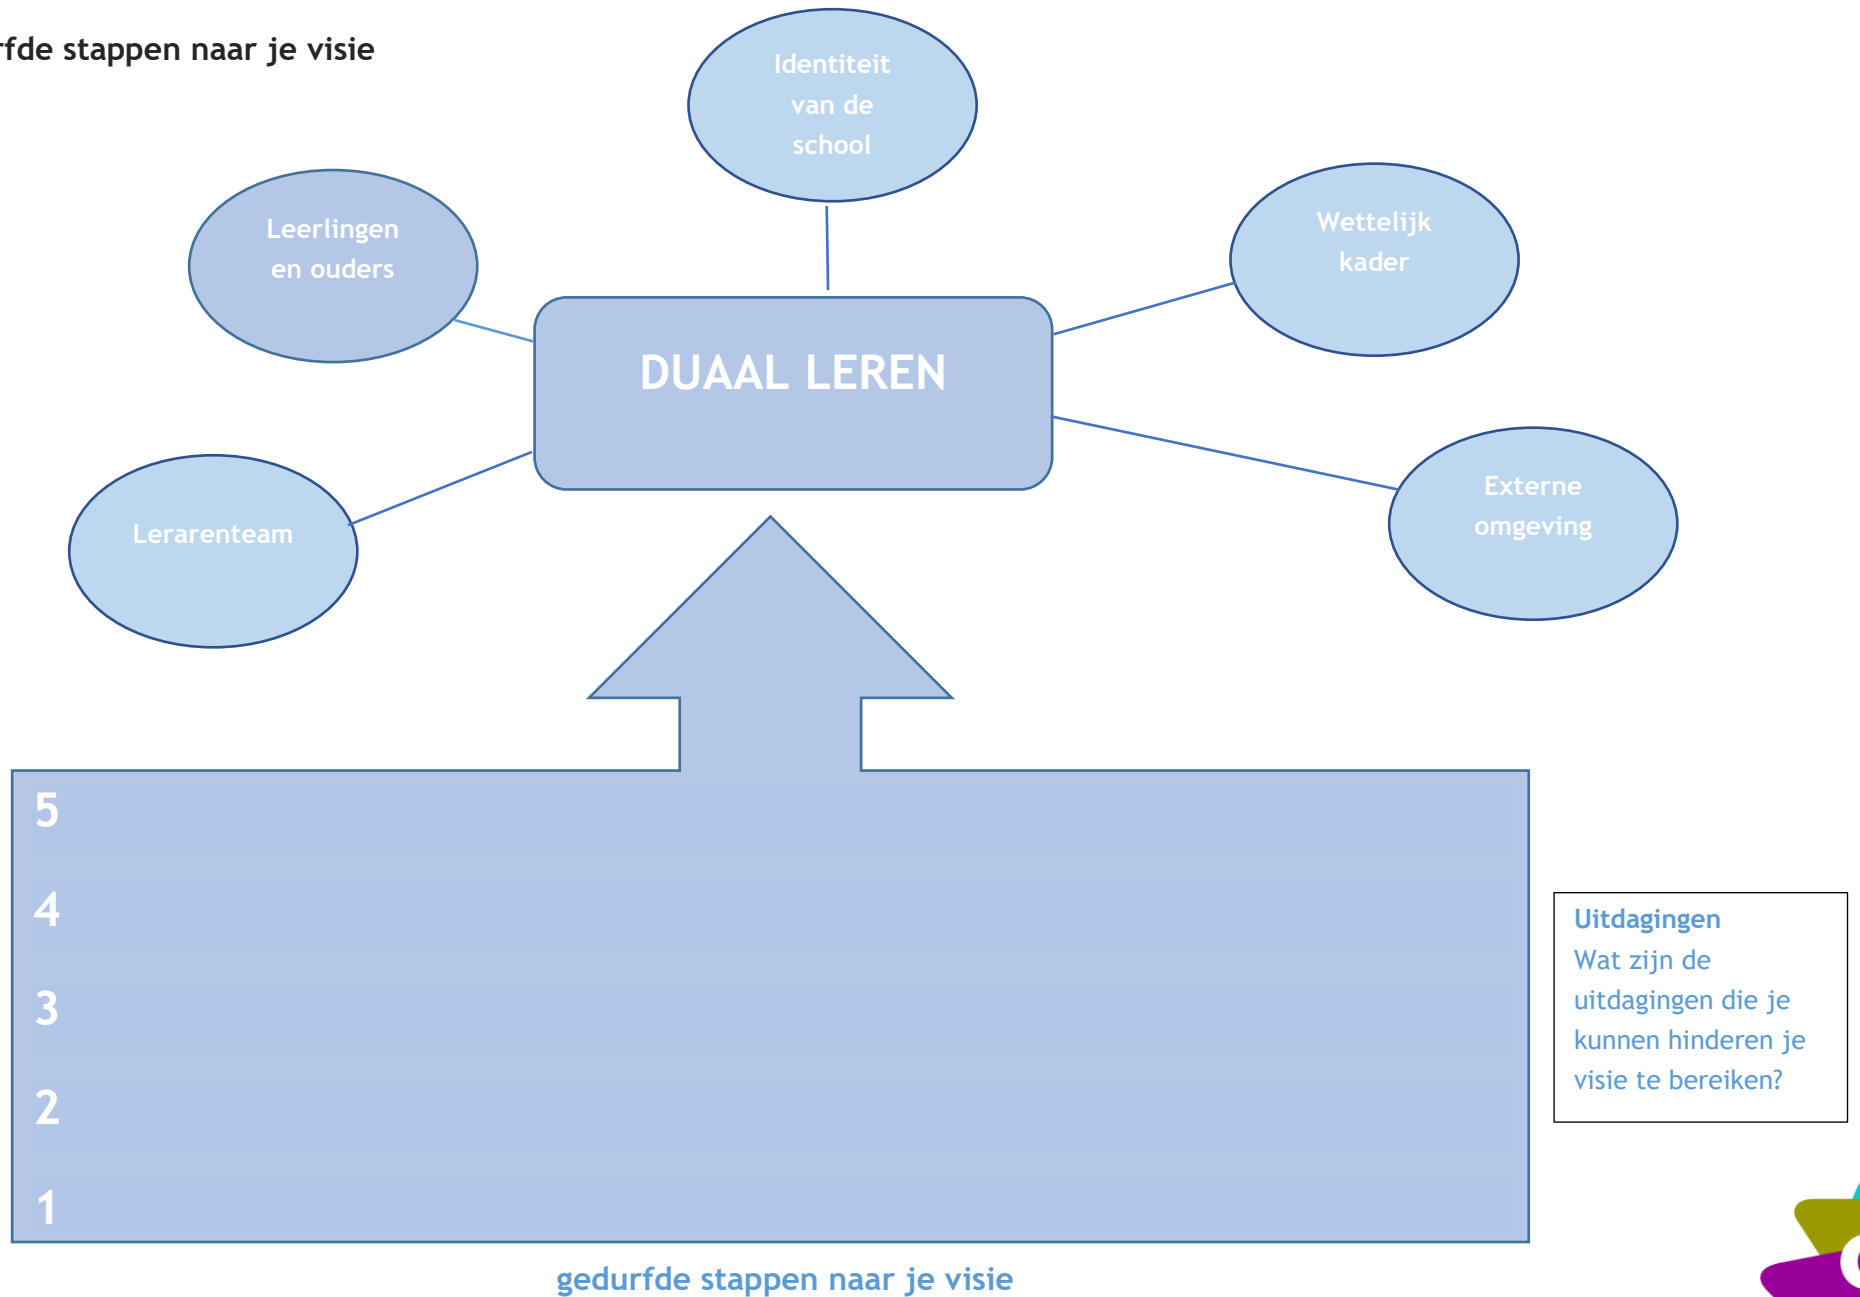 stappen naar je visie
Identiteit
van de
school
Leerlingen
en ouders
Wettelijk
kader
DUAAL LEREN
Lerarenteam
Externe
omgeving
5
4
3
2
1
Uitdagingen
Wat zijn de
uitdagingen die je
kunnen hinderen je
visie te bereiken?
gedurfde stappen naar je visie